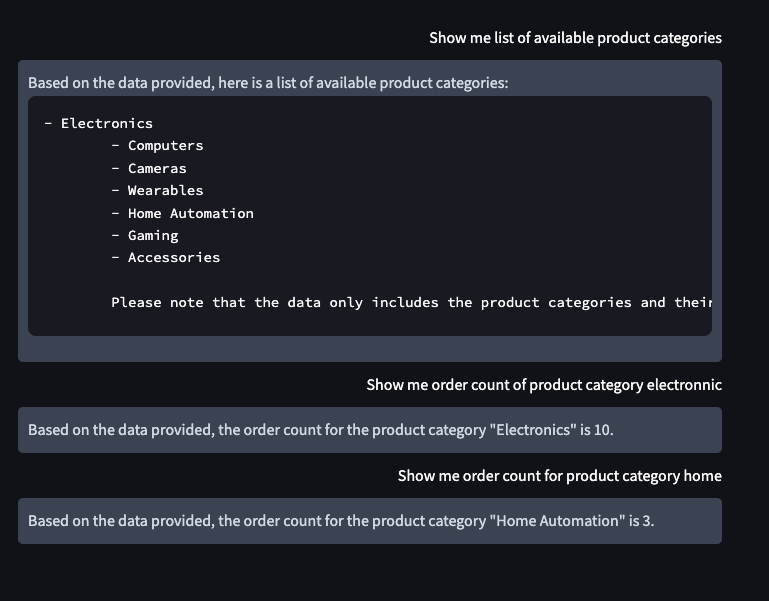 Show me list of available product categories
Based on the data provided, here is a list of available product categories:
- Electronics
- Computers
- Cameras
- Wearables
- Home Automation
- Gaming
- Accessories
Please note that the data only includes the product categories and their
Show me order count of product category electronnic
Based on the data provided, the order count for the product category "Electronics" is 10.
Show me order count for product category home
Based on the data provided, the order count for the product category "Home Automation" is 3.